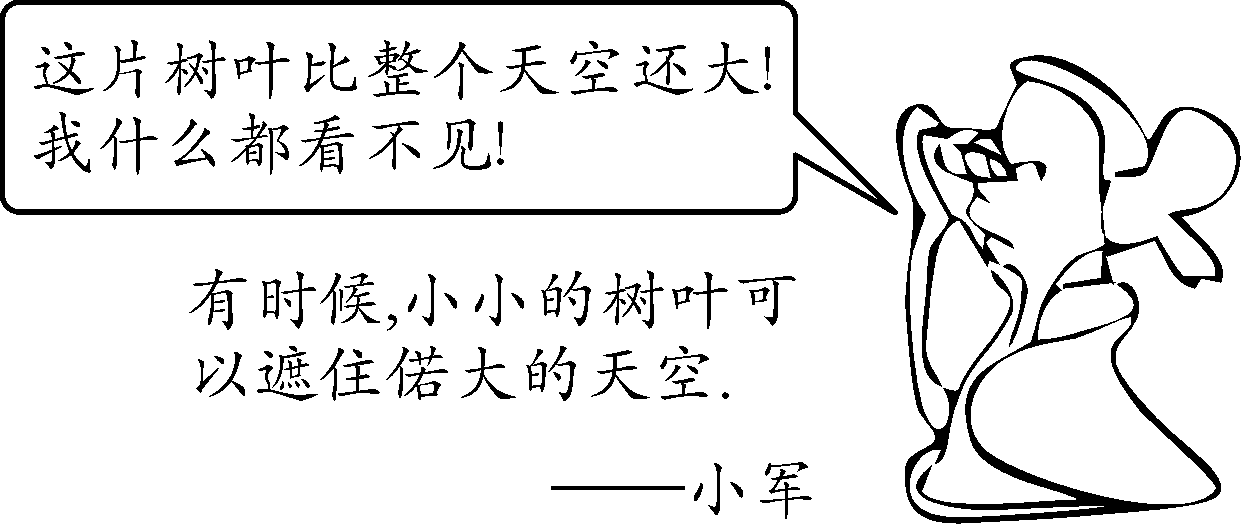 这片树叶比整个天空还大!
我什么都看不见!
有时候,小小的树叶可
以遮住偌大的天空.
——小军